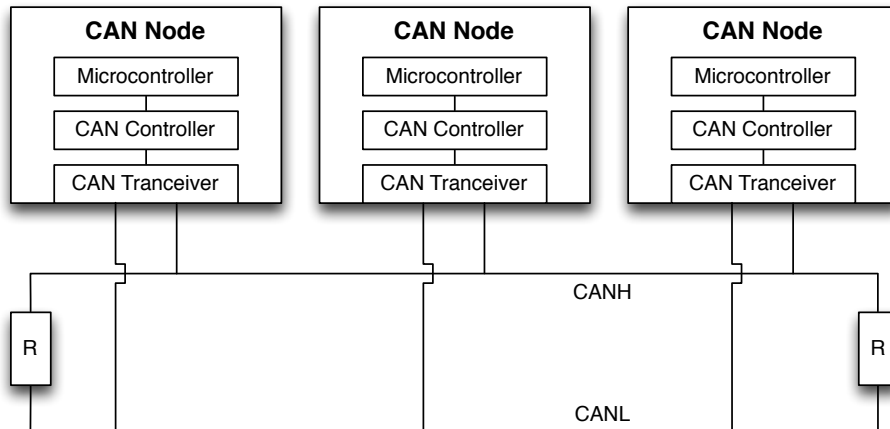 CAN Node
Microcontroller
CAN Controller
CAN Tranceiver
CAN Node
Microcontroller
CAN Controller
CAN Tranceiver
CAN Node
Microcontroller
CAN Controller
CAN Tranceiver
CANH
R
R
CANL